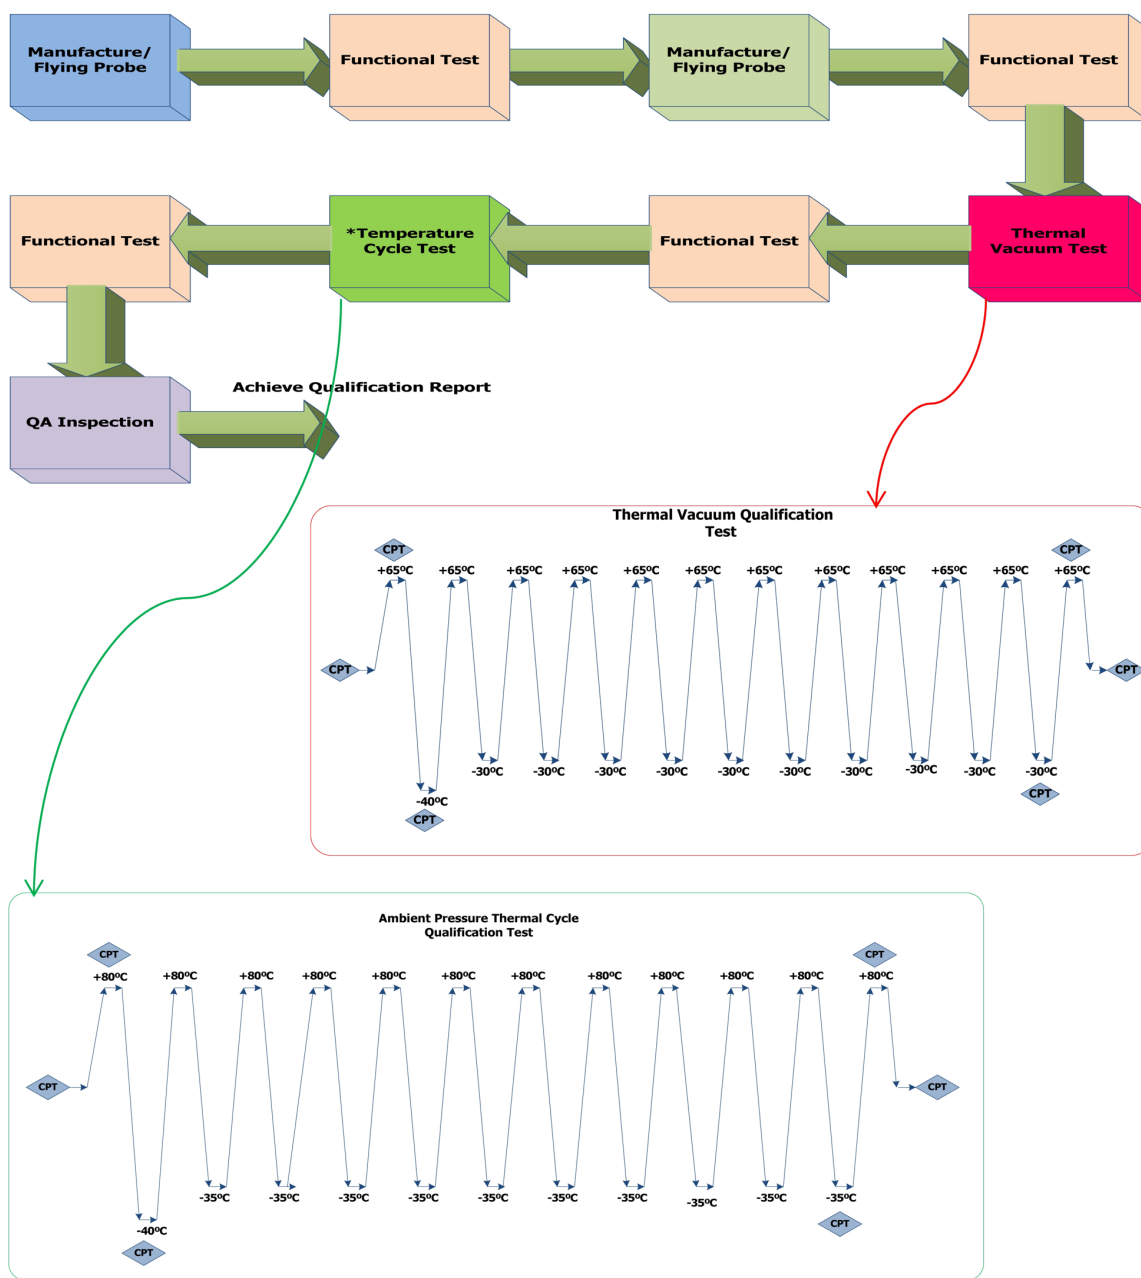 Manufacture/
Flying Probe
Functional Test
Manufacture/
Flying Probe
Functional Test
Functional Test
*Temperature
Cycle Test
Functional Test
Thermal
Vacuum Test
QA Inspection
Achieve Qualification Report
Thermal Vacuum Qualification
Test
CPT
CPT
+65ºC
+65ºC
+65ºC
+65ºC
+65ºC
+65ºC
+65ºC
+65ºC
+65ºC
+65ºC
+65ºC
+65ºC
CPT
CPT
-40ºC
-30ºC
-30ºC
-30ºC
-30ºC
-30ºC
-30ºC
-30ºC
-30ºC
-30ºC
-30ºC
CPT
CPT
Ambient Pressure Thermal Cycle
Qualification Test
CPT
CPT
+80ºC
+80ºC
+80ºC
+80ºC
+80ºC
+80ºC
+80ºC
+80ºC
+80ºC
+80ºC
+80ºC
+80ºC
CPT
CPT
-40ºC
-35ºC
-35ºC
-35ºC
-35ºC
-35ºC
-35ºC
-35ºC
-35ºC
-35ºC
-35ºC
CPT
CPT